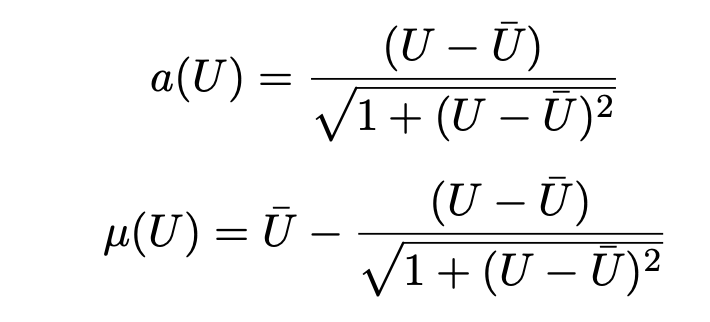 a(U) = (U − Ū) / √(1 + (U − Ū)²)
μ(U) = Ū − (U − Ū) / √(1 + (U − Ū)²)